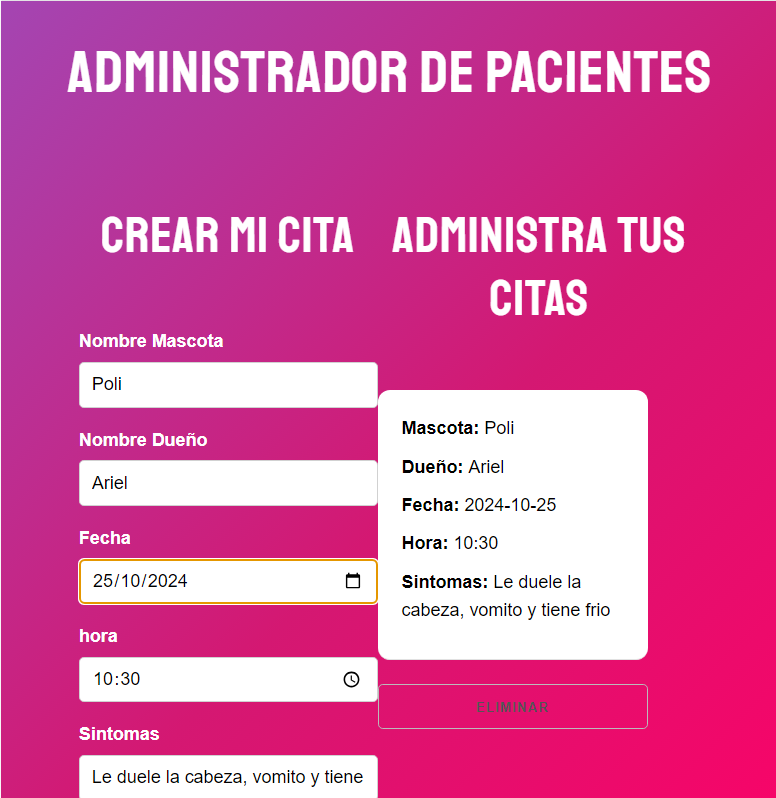 ADMINISTRADOR DE PACIENTES
CREAR MI CITA
Nombre Mascota
Poli
Nombre Dueño
Ariel
Fecha
25/10/2024
hora
10:30
Sintomas
Le duele la cabeza, vomito y tiene
ADMINISTRA TUS
CITAS
Mascota: Poli
Dueño: Ariel
Fecha: 2024-10-25
Hora: 10:30
Sintomas: Le duele la
cabeza, vomito y tiene frio
ELIMINAR